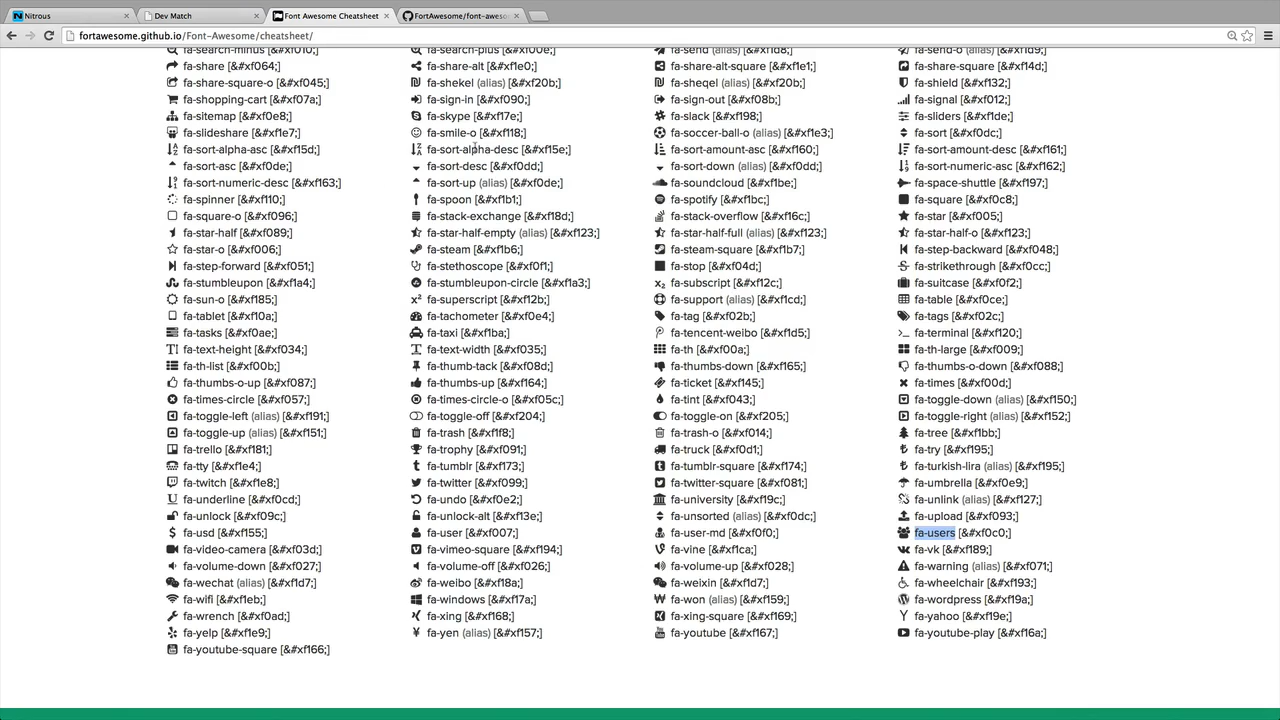 Nitrous
Dev Match
Font Awesome Cheatsheet
FortAwesome/font-aweso
fortawesome.github.io/Font-Awesome/cheatsheet/
fa-search-minus [&#xf010;] fa-search-plus [&#xf00e;] fa-send (alias) [&#xf1d8;] fa-send-o (alias) [&#xf1d9;]
fa-share [&#xf064;] fa-share-alt [&#xf1e0;] fa-share-alt-square [&#xf1e1;] fa-share-square [&#xf14d;]
fa-share-square-o [&#xf045;] fa-shekel (alias) [&#xf20b;] fa-sheqel (alias) [&#xf20b;] fa-shield [&#xf132;]
fa-shopping-cart [&#xf07a;] fa-sign-in [&#xf090;] fa-sign-out [&#xf08b;] fa-signal [&#xf012;]
fa-sitemap [&#xf0e8;] fa-skype [&#xf17e;] fa-slack [&#xf198;] fa-sliders [&#xf1de;]
fa-slideshare [&#xf1e7;] fa-smile-o [&#xf118;] fa-soccer-ball-o (alias) [&#xf1e3;] fa-sort [&#xf0dc;]
fa-sort-alpha-asc [&#xf15d;] fa-sort-alpha-desc [&#xf15e;] fa-sort-amount-asc [&#xf160;] fa-sort-amount-desc [&#xf161;]
fa-sort-asc [&#xf0de;] fa-sort-desc [&#xf0dd;] fa-sort-down (alias) [&#xf0dd;] fa-sort-numeric-asc [&#xf162;]
fa-sort-numeric-desc [&#xf163;] fa-sort-up (alias) [&#xf0de;] fa-soundcloud [&#xf1be;] fa-space-shuttle [&#xf197;]
fa-spinner [&#xf110;] fa-spoon [&#xf1b1;] fa-spotify [&#xf1bc;] fa-square [&#xf0c8;]
fa-square-o [&#xf096;] fa-stack-exchange [&#xf18d;] fa-stack-overflow [&#xf16c;] fa-star [&#xf005;]
fa-star-half [&#xf089;] fa-star-half-empty (alias) [&#xf123;] fa-star-half-full (alias) [&#xf123;] fa-star-half-o [&#xf123;]
fa-star-o [&#xf006;] fa-steam [&#xf1b6;] fa-steam-square [&#xf1b7;] fa-step-backward [&#xf048;]
fa-step-forward [&#xf051;] fa-stethoscope [&#xf0f1;] fa-stop [&#xf04d;] fa-strikethrough [&#xf0cc;]
fa-stumbleupon [&#xf1a4;] fa-stumbleupon-circle [&#xf1a3;] fa-subscript [&#xf12c;] fa-suitcase [&#xf0f2;]
fa-sun-o [&#xf185;] fa-superscript [&#xf12b;] fa-support (alias) [&#xf1cd;] fa-table [&#xf0ce;]
fa-tablet [&#xf10a;] fa-tachometer [&#xf0e4;] fa-tag [&#xf02b;] fa-tags [&#xf02c;]
fa-tasks [&#xf0ae;] fa-taxi [&#xf1ba;] fa-tencent-weibo [&#xf1d5;] fa-terminal [&#xf120;]
fa-text-height [&#xf034;] fa-text-width [&#xf035;] fa-th [&#xf00a;] fa-th-large [&#xf009;]
fa-th-list [&#xf00b;] fa-thumb-tack [&#xf08d;] fa-thumbs-down [&#xf165;] fa-thumbs-o-down [&#xf088;]
fa-thumbs-o-up [&#xf087;] fa-thumbs-up [&#xf164;] fa-ticket [&#xf145;] fa-times [&#xf00d;]
fa-times-circle [&#xf057;] fa-times-circle-o [&#xf05c;] fa-tint [&#xf043;] fa-toggle-down (alias) [&#xf150;]
fa-toggle-left (alias) [&#xf191;] fa-toggle-off [&#xf204;] fa-toggle-on [&#xf205;] fa-toggle-right (alias) [&#xf152;]
fa-toggle-up (alias) [&#xf151;] fa-trash [&#xf1f8;] fa-trash-o [&#xf014;] fa-tree [&#xf1bb;]
fa-trello [&#xf181;] fa-trophy [&#xf091;] fa-truck [&#xf0d1;] fa-try [&#xf195;]
fa-tty [&#xf1e4;] fa-tumblr [&#xf173;] fa-tumblr-square [&#xf174;] fa-turkish-lira (alias) [&#xf195;]
fa-twitch [&#xf1e8;] fa-twitter [&#xf099;] fa-twitter-square [&#xf081;] fa-umbrella [&#xf0e9;]
fa-underline [&#xf0cd;] fa-undo [&#xf0e2;] fa-university [&#xf19c;] fa-unlink (alias) [&#xf127;]
fa-unlock [&#xf09c;] fa-unlock-alt [&#xf13e;] fa-unsorted (alias) [&#xf0dc;] fa-upload [&#xf093;]
fa-usd [&#xf155;] fa-user [&#xf007;] fa-user-md [&#xf0f0;] fa-users [&#xf0c0;]
fa-video-camera [&#xf03d;] fa-vimeo-square [&#xf194;] fa-vine [&#xf1ca;] fa-vk [&#xf189;]
fa-volume-down [&#xf027;] fa-volume-off [&#xf026;] fa-volume-up [&#xf028;] fa-warning (alias) [&#xf071;]
fa-wechat (alias) [&#xf1d7;] fa-weibo [&#xf18a;] fa-weixin [&#xf1d7;] fa-wheelchair [&#xf193;]
fa-wifi [&#xf1eb;] fa-windows [&#xf17a;] fa-won (alias) [&#xf159;] fa-wordpress [&#xf19a;]
fa-wrench [&#xf0ad;] fa-xing [&#xf168;] fa-xing-square [&#xf169;] fa-yahoo [&#xf19e;]
fa-yelp [&#xf1e9;] fa-yen (alias) [&#xf157;] fa-youtube [&#xf167;] fa-youtube-play [&#xf16a;]
fa-youtube-square [&#xf166;]